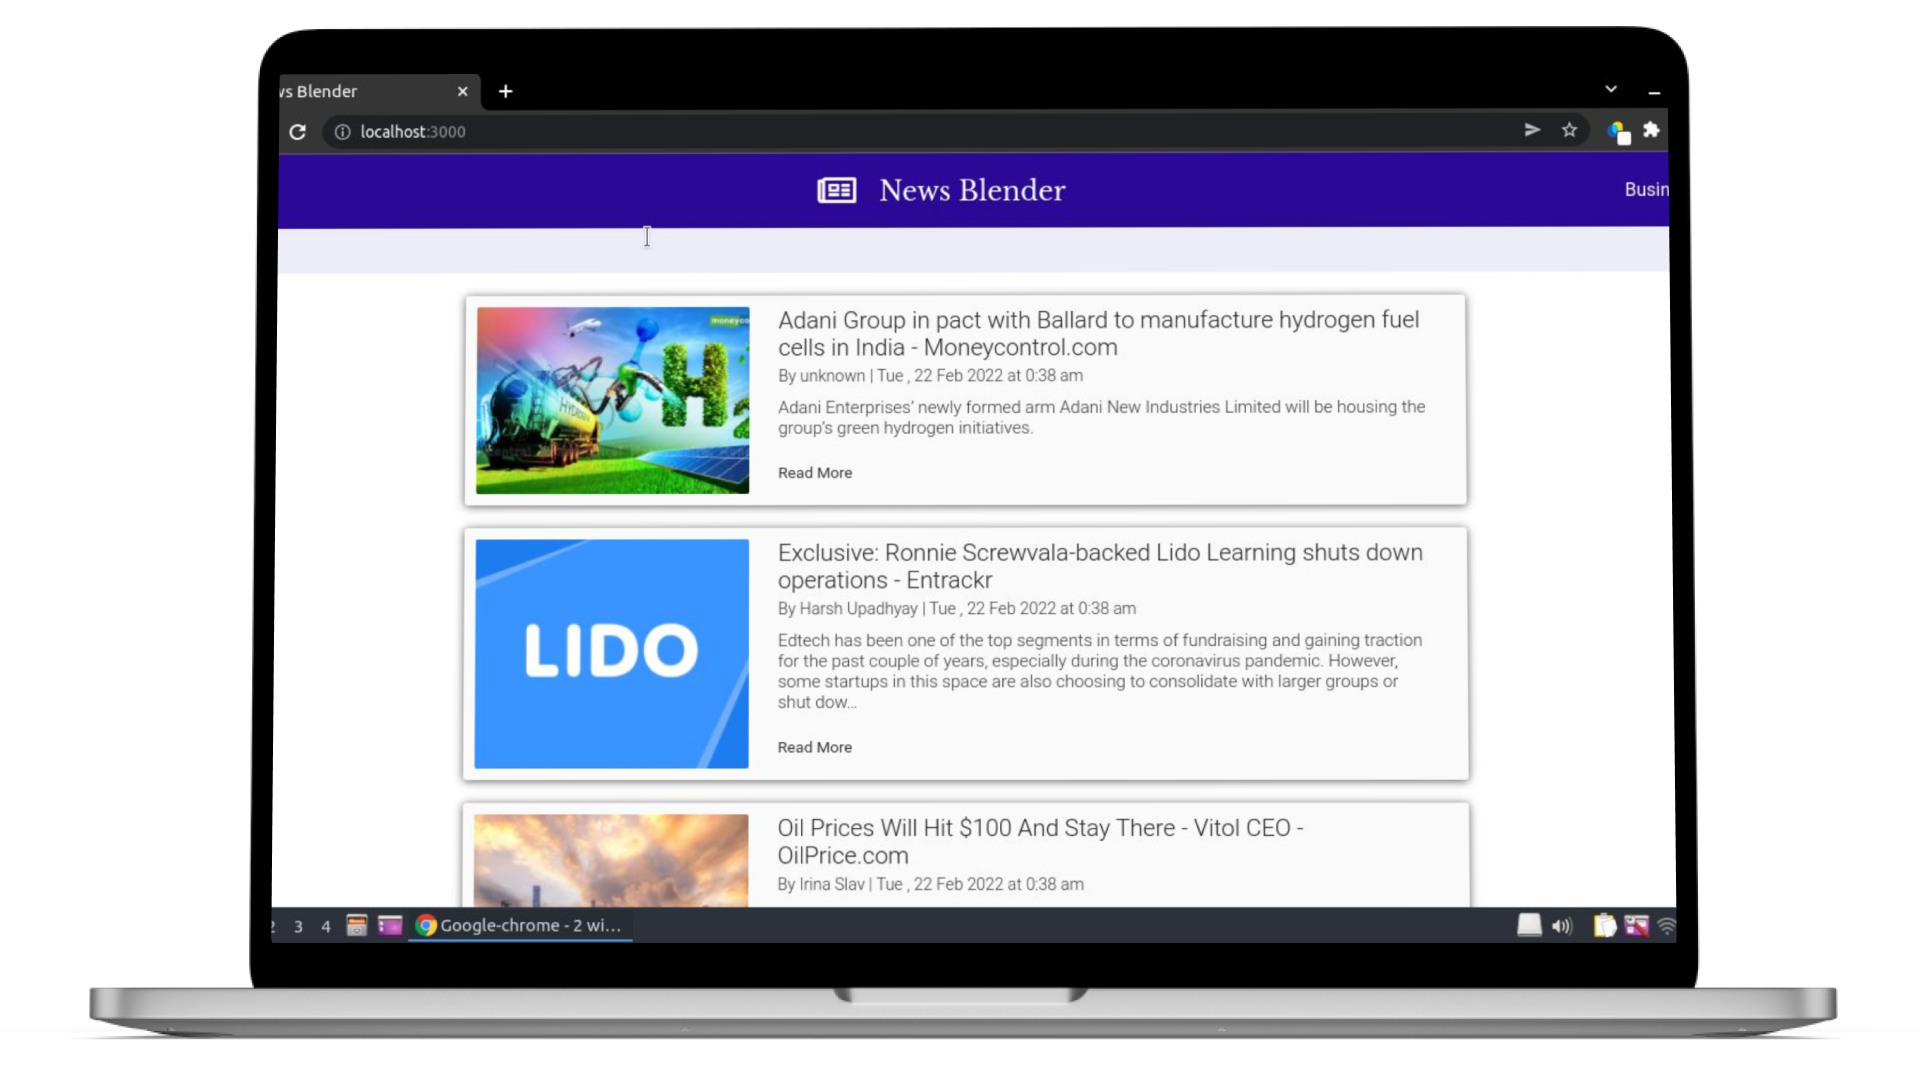 vs Blender
localhost:3000
News Blender
Busin
moneyco
HYDROGEN
H2
Adani Group in pact with Ballard to manufacture hydrogen fuel
cells in India - Moneycontrol.com
By unknown | Tue , 22 Feb 2022 at 0:38 am
Adani Enterprises’ newly formed arm Adani New Industries Limited will be housing the
group’s green hydrogen initiatives.
Read More
LIDO
Exclusive: Ronnie Screwvala-backed Lido Learning shuts down
operations - Entrackr
By Harsh Upadhyay | Tue , 22 Feb 2022 at 0:38 am
Edtech has been one of the top segments in terms of fundraising and gaining traction
for the past couple of years, especially during the coronavirus pandemic. However,
some startups in this space are also choosing to consolidate with larger groups or
shut dow...
Read More
Oil Prices Will Hit $100 And Stay There - Vitol CEO -
OilPrice.com
By Irina Slav | Tue , 22 Feb 2022 at 0:38 am
2 3 4 Google-chrome - 2 wi...